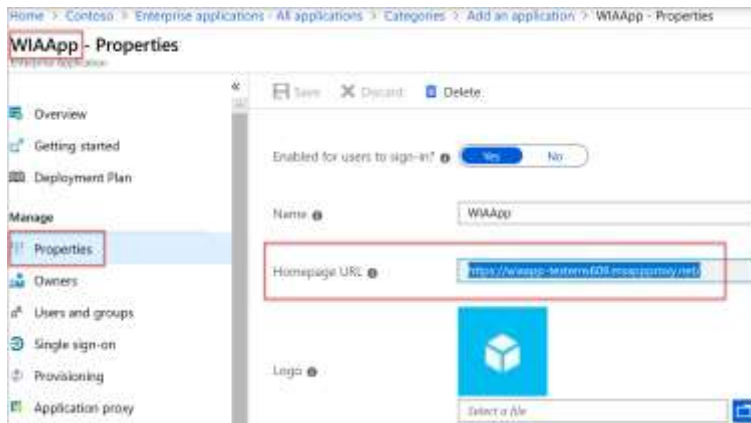 Home > Contoso > Enterprise applications - All applications > Categories > Add an application > WIAApp - Properties
WIAApp - Properties
Enterprise Application
«
Save Discard Delete
Overview
Getting started
Deployment Plan
Enabled for users to sign-in? Yes No
Manage
Name WIAApp
Properties
Homepage URL
Owners
Users and groups
Single sign-on
Provisioning
Logo
Application proxy
Select a file